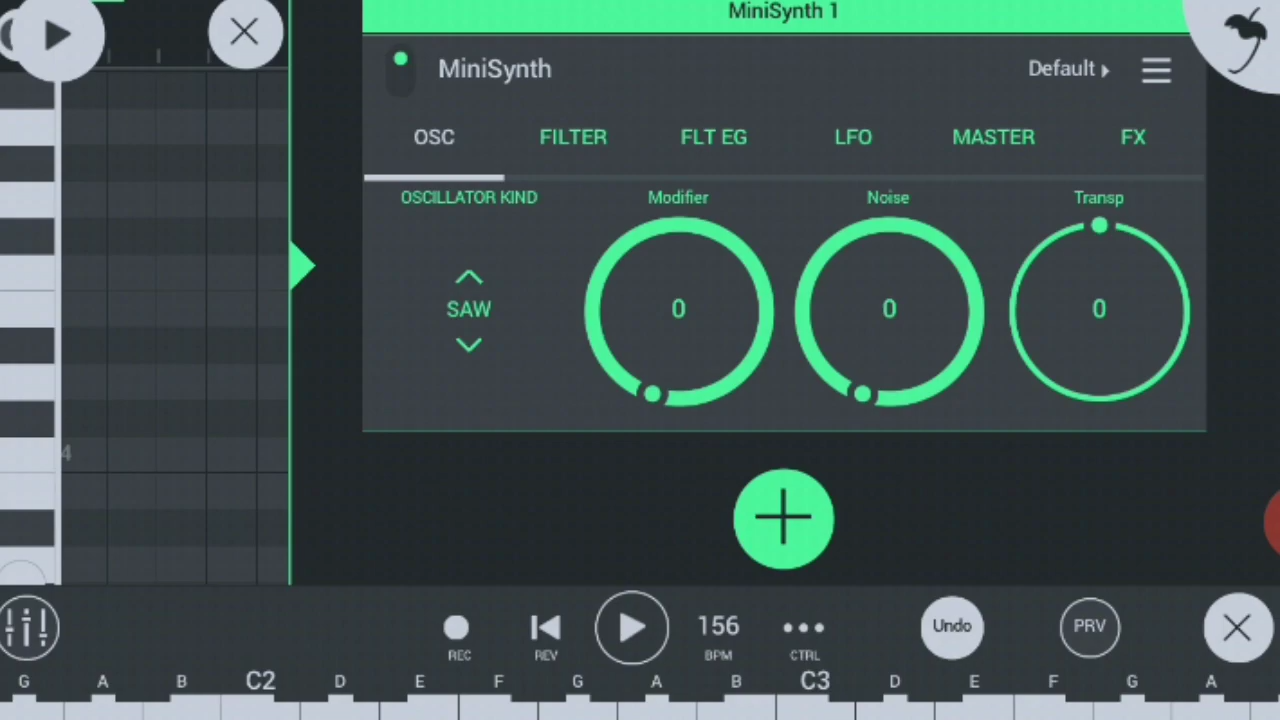 MiniSynth 1
MiniSynth
Default
OSC FILTER FLT EG LFO MASTER FX
OSCILLATOR KIND Modifier Noise Transp
SAW 0 0 0
4
156 Undo PRV
REC REV BPM CTRL
G A B C2 D E F G A B C3 D E F G A